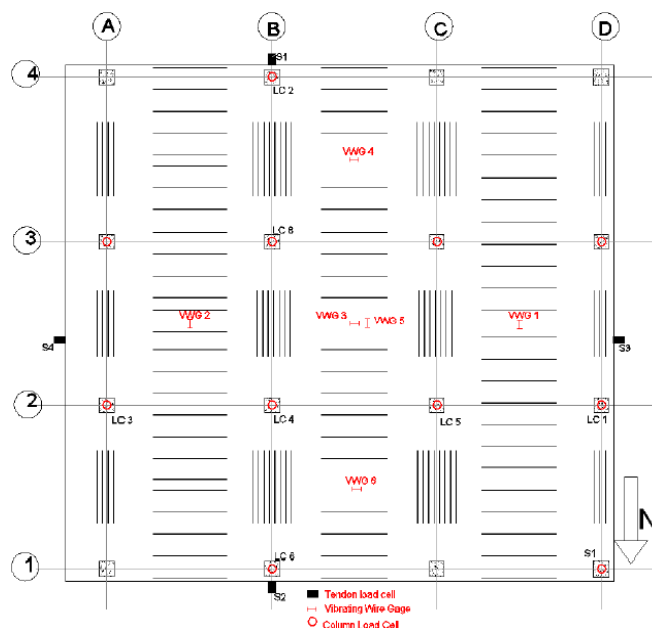 A B C D
S1
4
LC 2
VWG 4
3
LC 8
VWG 2 VWG 3 VWG 5 VWG 1
S4 S3
2
LC 3 LC 4 LC 5 LC 1
VWG 6
N
LC 6 S1
1
S2
Tendon load cell
Vibrating Wire Gage
Column Load Cell